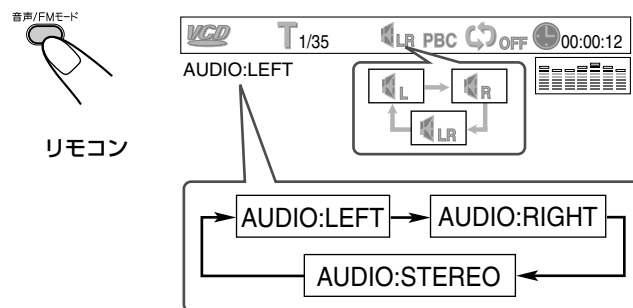 音声/FMモード
リモコン
VCD T 1/35 LR PBC OFF 00:00:12
AUDIO:LEFT
L R
LR
AUDIO:LEFT AUDIO:RIGHT
AUDIO:STEREO